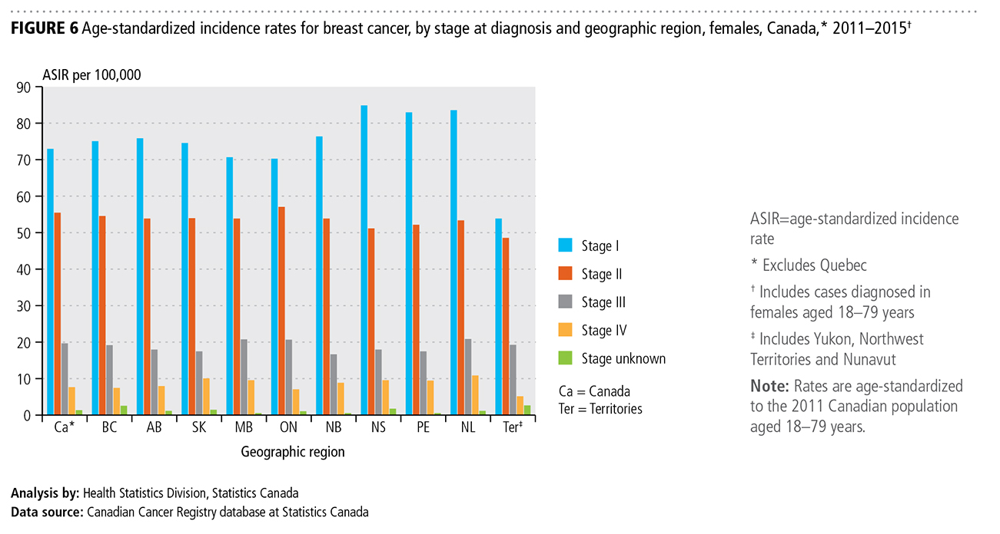 FIGURE 6 Age-standardized incidence rates for breast cancer, by stage at diagnosis and geographic region, females, Canada,* 2011–2015†
ASIR per 100,000
90
80
70
60
50
40
30
20
10
0
Ca* BC AB SK MB ON NB NS PE NL Ter‡
Geographic region
Stage I
Stage II
Stage III
Stage IV
Stage unknown
Ca = Canada
Ter = Territories
ASIR=age-standardized incidence
rate
* Excludes Quebec
† Includes cases diagnosed in
females aged 18–79 years
‡ Includes Yukon, Northwest
Territories and Nunavut
Note: Rates are age-standardized
to the 2011 Canadian population
aged 18–79 years.
Analysis by: Health Statistics Division, Statistics Canada
Data source: Canadian Cancer Registry database at Statistics Canada